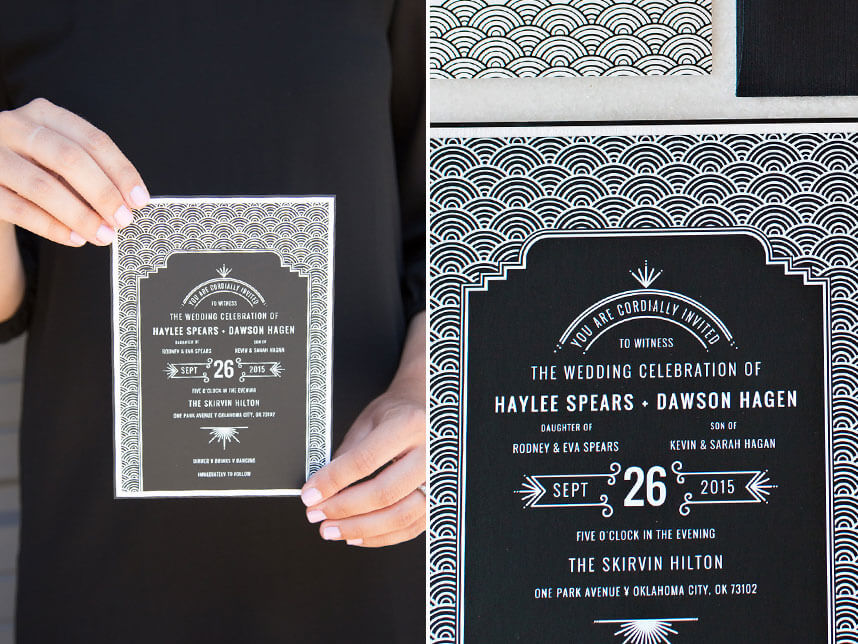 YOU ARE CORDIALLY INVITED
TO WITNESS
THE WEDDING CELEBRATION OF
HAYLEE SPEARS + DAWSON HAGEN
DAUGHTER OF SON OF
RODNEY & EVA SPEARS KEVIN & SARAH HAGAN
SEPT 26 2015
FIVE O'CLOCK IN THE EVENING
THE SKIRVIN HILTON
ONE PARK AVENUE ¥ OKLAHOMA CITY, OK 73102
DINNER ¥ DRINKS ¥ DANCING
IMMEDIATELY TO FOLLOW
YOU ARE CORDIALLY INVITED
TO WITNESS
THE WEDDING CELEBRATION OF
HAYLEE SPEARS + DAWSON HAGEN
DAUGHTER OF SON OF
RODNEY & EVA SPEARS KEVIN & SARAH HAGAN
SEPT 26 2015
FIVE O'CLOCK IN THE EVENING
THE SKIRVIN HILTON
ONE PARK AVENUE ¥ OKLAHOMA CITY, OK 73102